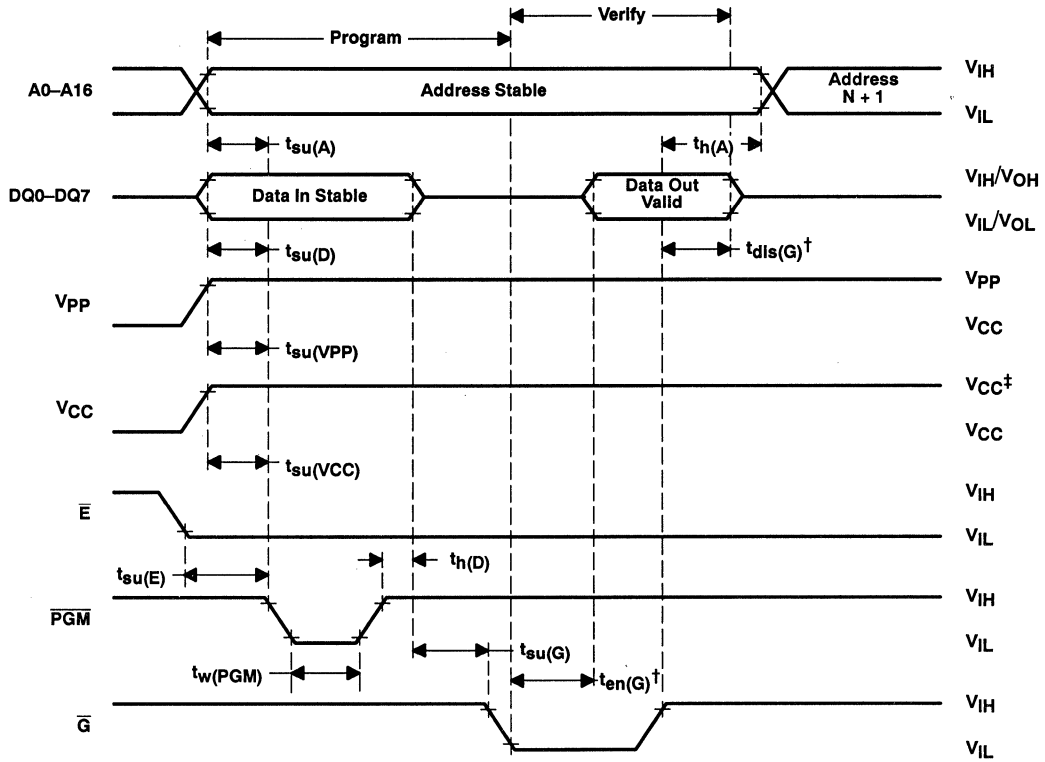 Verify
Program
A0–A16
Address Stable
Address
N + 1
VIH
VIL
tsu(A)
th(A)
DQ0–DQ7
Data In Stable
Data Out
Valid
VIH/VOH
VIL/VOL
tsu(D)
tdis(G)†
VPP
VPP
VCC
tsu(VPP)
VCC
VCC‡
VCC
tsu(VCC)
E̅
VIH
VIL
tsu(E)
th(D)
P̅G̅M̅
VIH
VIL
tsu(G)
tw(PGM)
ten(G)†
G̅
VIH
VIL